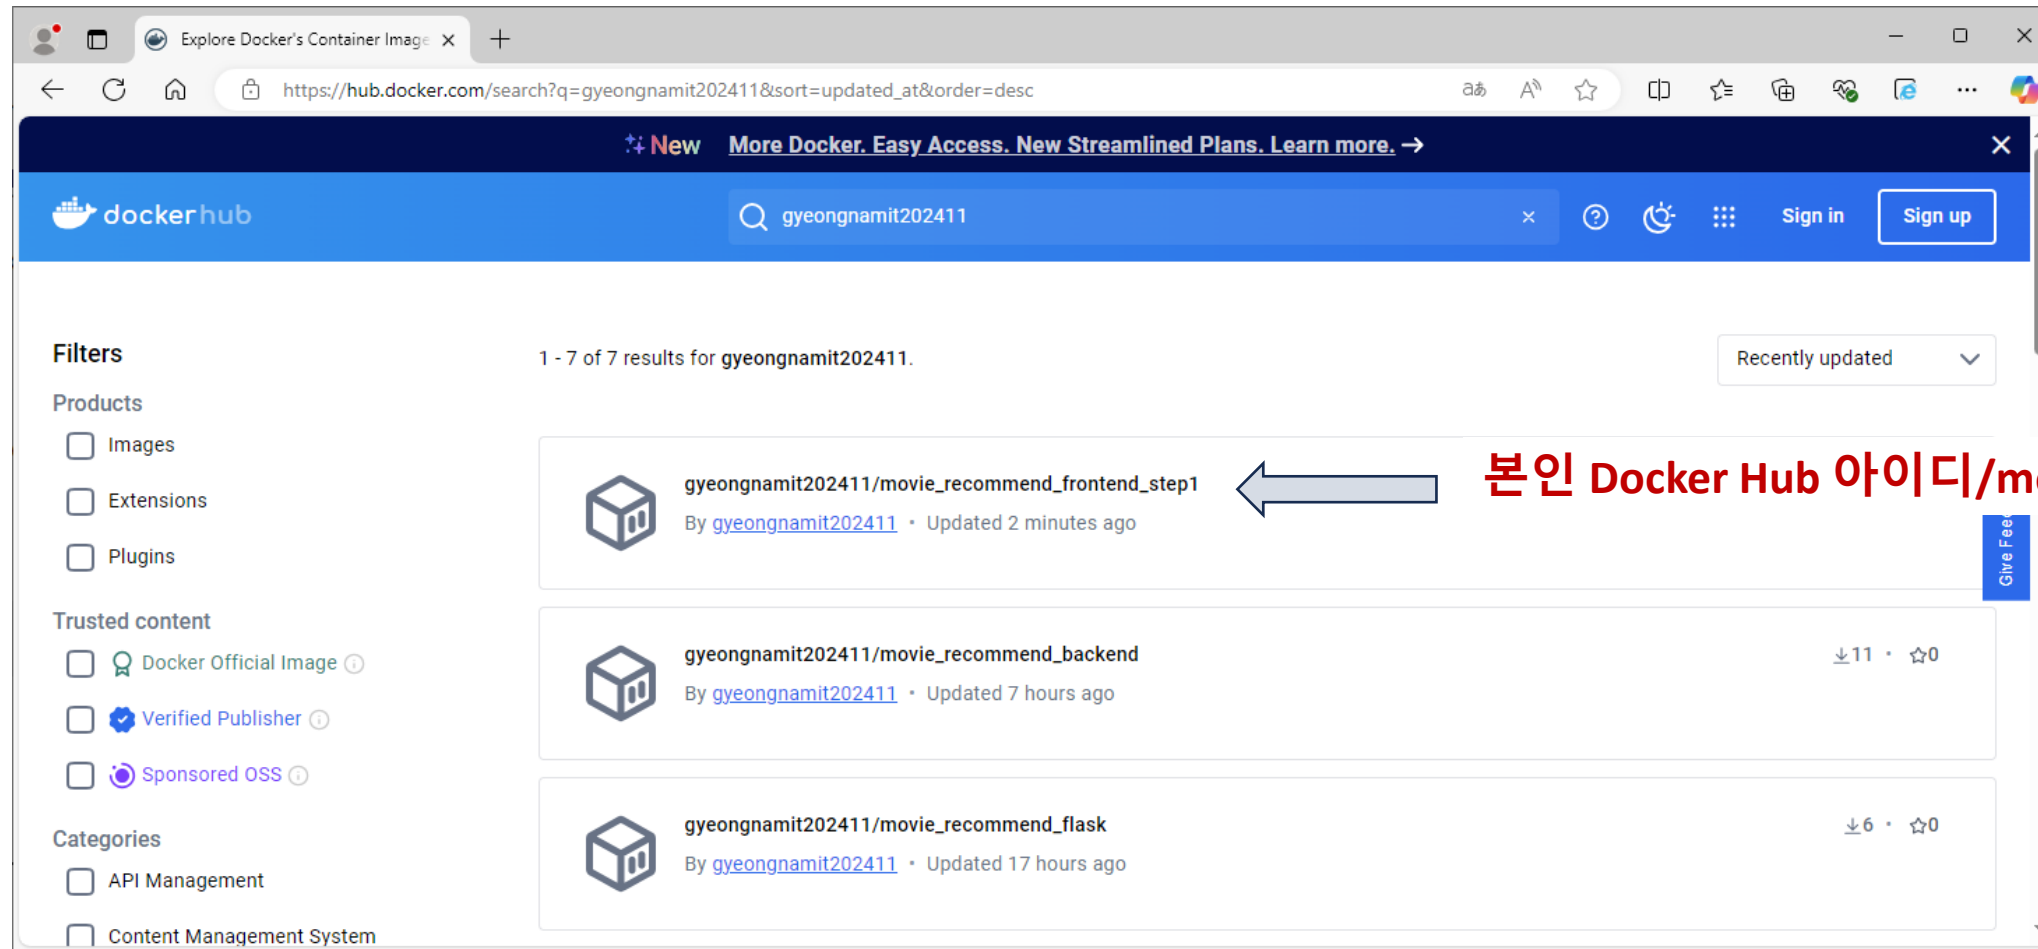 Explore Docker's Container Image
https://hub.docker.com/search?q=gyeongnamit202411&sort=updated_at&order=desc
New More Docker. Easy Access. New Streamlined Plans. Learn more. →
dockerhub
gyeongnamit202411
Sign in
Sign up
Filters
1 - 7 of 7 results for gyeongnamit202411.
Recently updated
Products
Images
Extensions
Plugins
Trusted content
Docker Official Image
Verified Publisher
Sponsored OSS
Categories
API Management
Content Management System
gyeongnamit202411/movie_recommend_frontend_step1
By gyeongnamit202411 • Updated 2 minutes ago
본인 Docker Hub 아이디/m
Give Fee
gyeongnamit202411/movie_recommend_backend
By gyeongnamit202411 • Updated 7 hours ago
11 • ☆0
gyeongnamit202411/movie_recommend_flask
By gyeongnamit202411 • Updated 17 hours ago
6 • ☆0